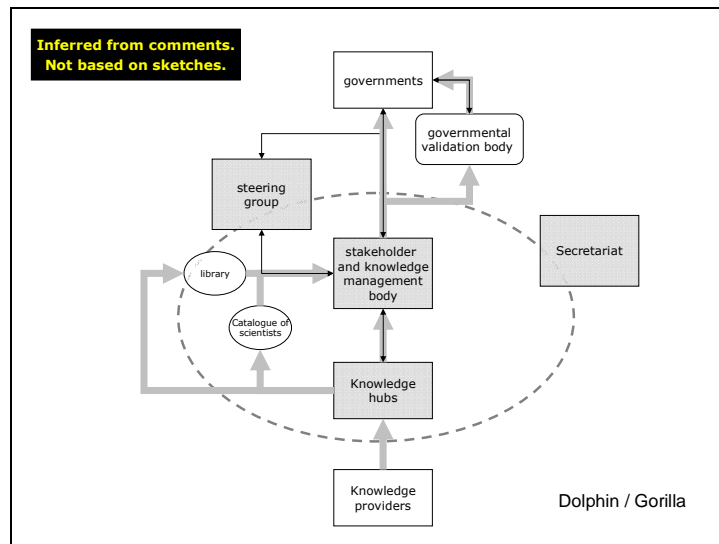 Inferred from comments.
Not based on sketches.
governments
governmental
validation body
steering
group
stakeholder
and knowledge
management
body
Secretariat
library
Catalogue of
scientists
Knowledge
hubs
Knowledge
providers
Dolphin / Gorilla